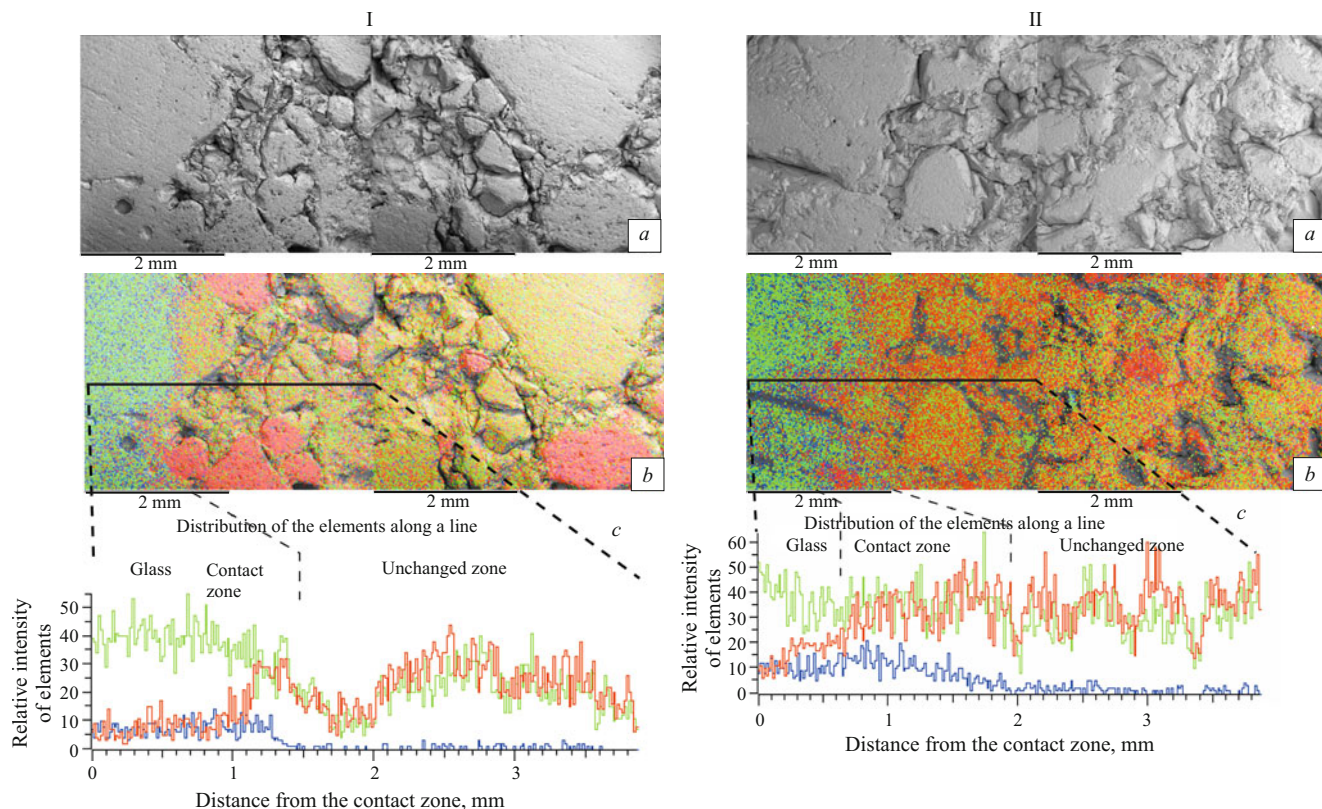 I
II
a
a
2 mm
2 mm
2 mm
2 mm
b
b
2 mm
2 mm
2 mm
2 mm
Distribution of the elements along a line
c
Glass
Contact
zone
Unchanged zone
Relative intensity
of elements
50
40
30
20
10
0
0
1
2
3
Distance from the contact zone, mm
Distribution of the elements along a line
c
Glass
Contact zone
Unchanged zone
Relative intensity
of elements
60
50
40
30
20
10
0
0
1
2
3
Distance from the contact zone, mm